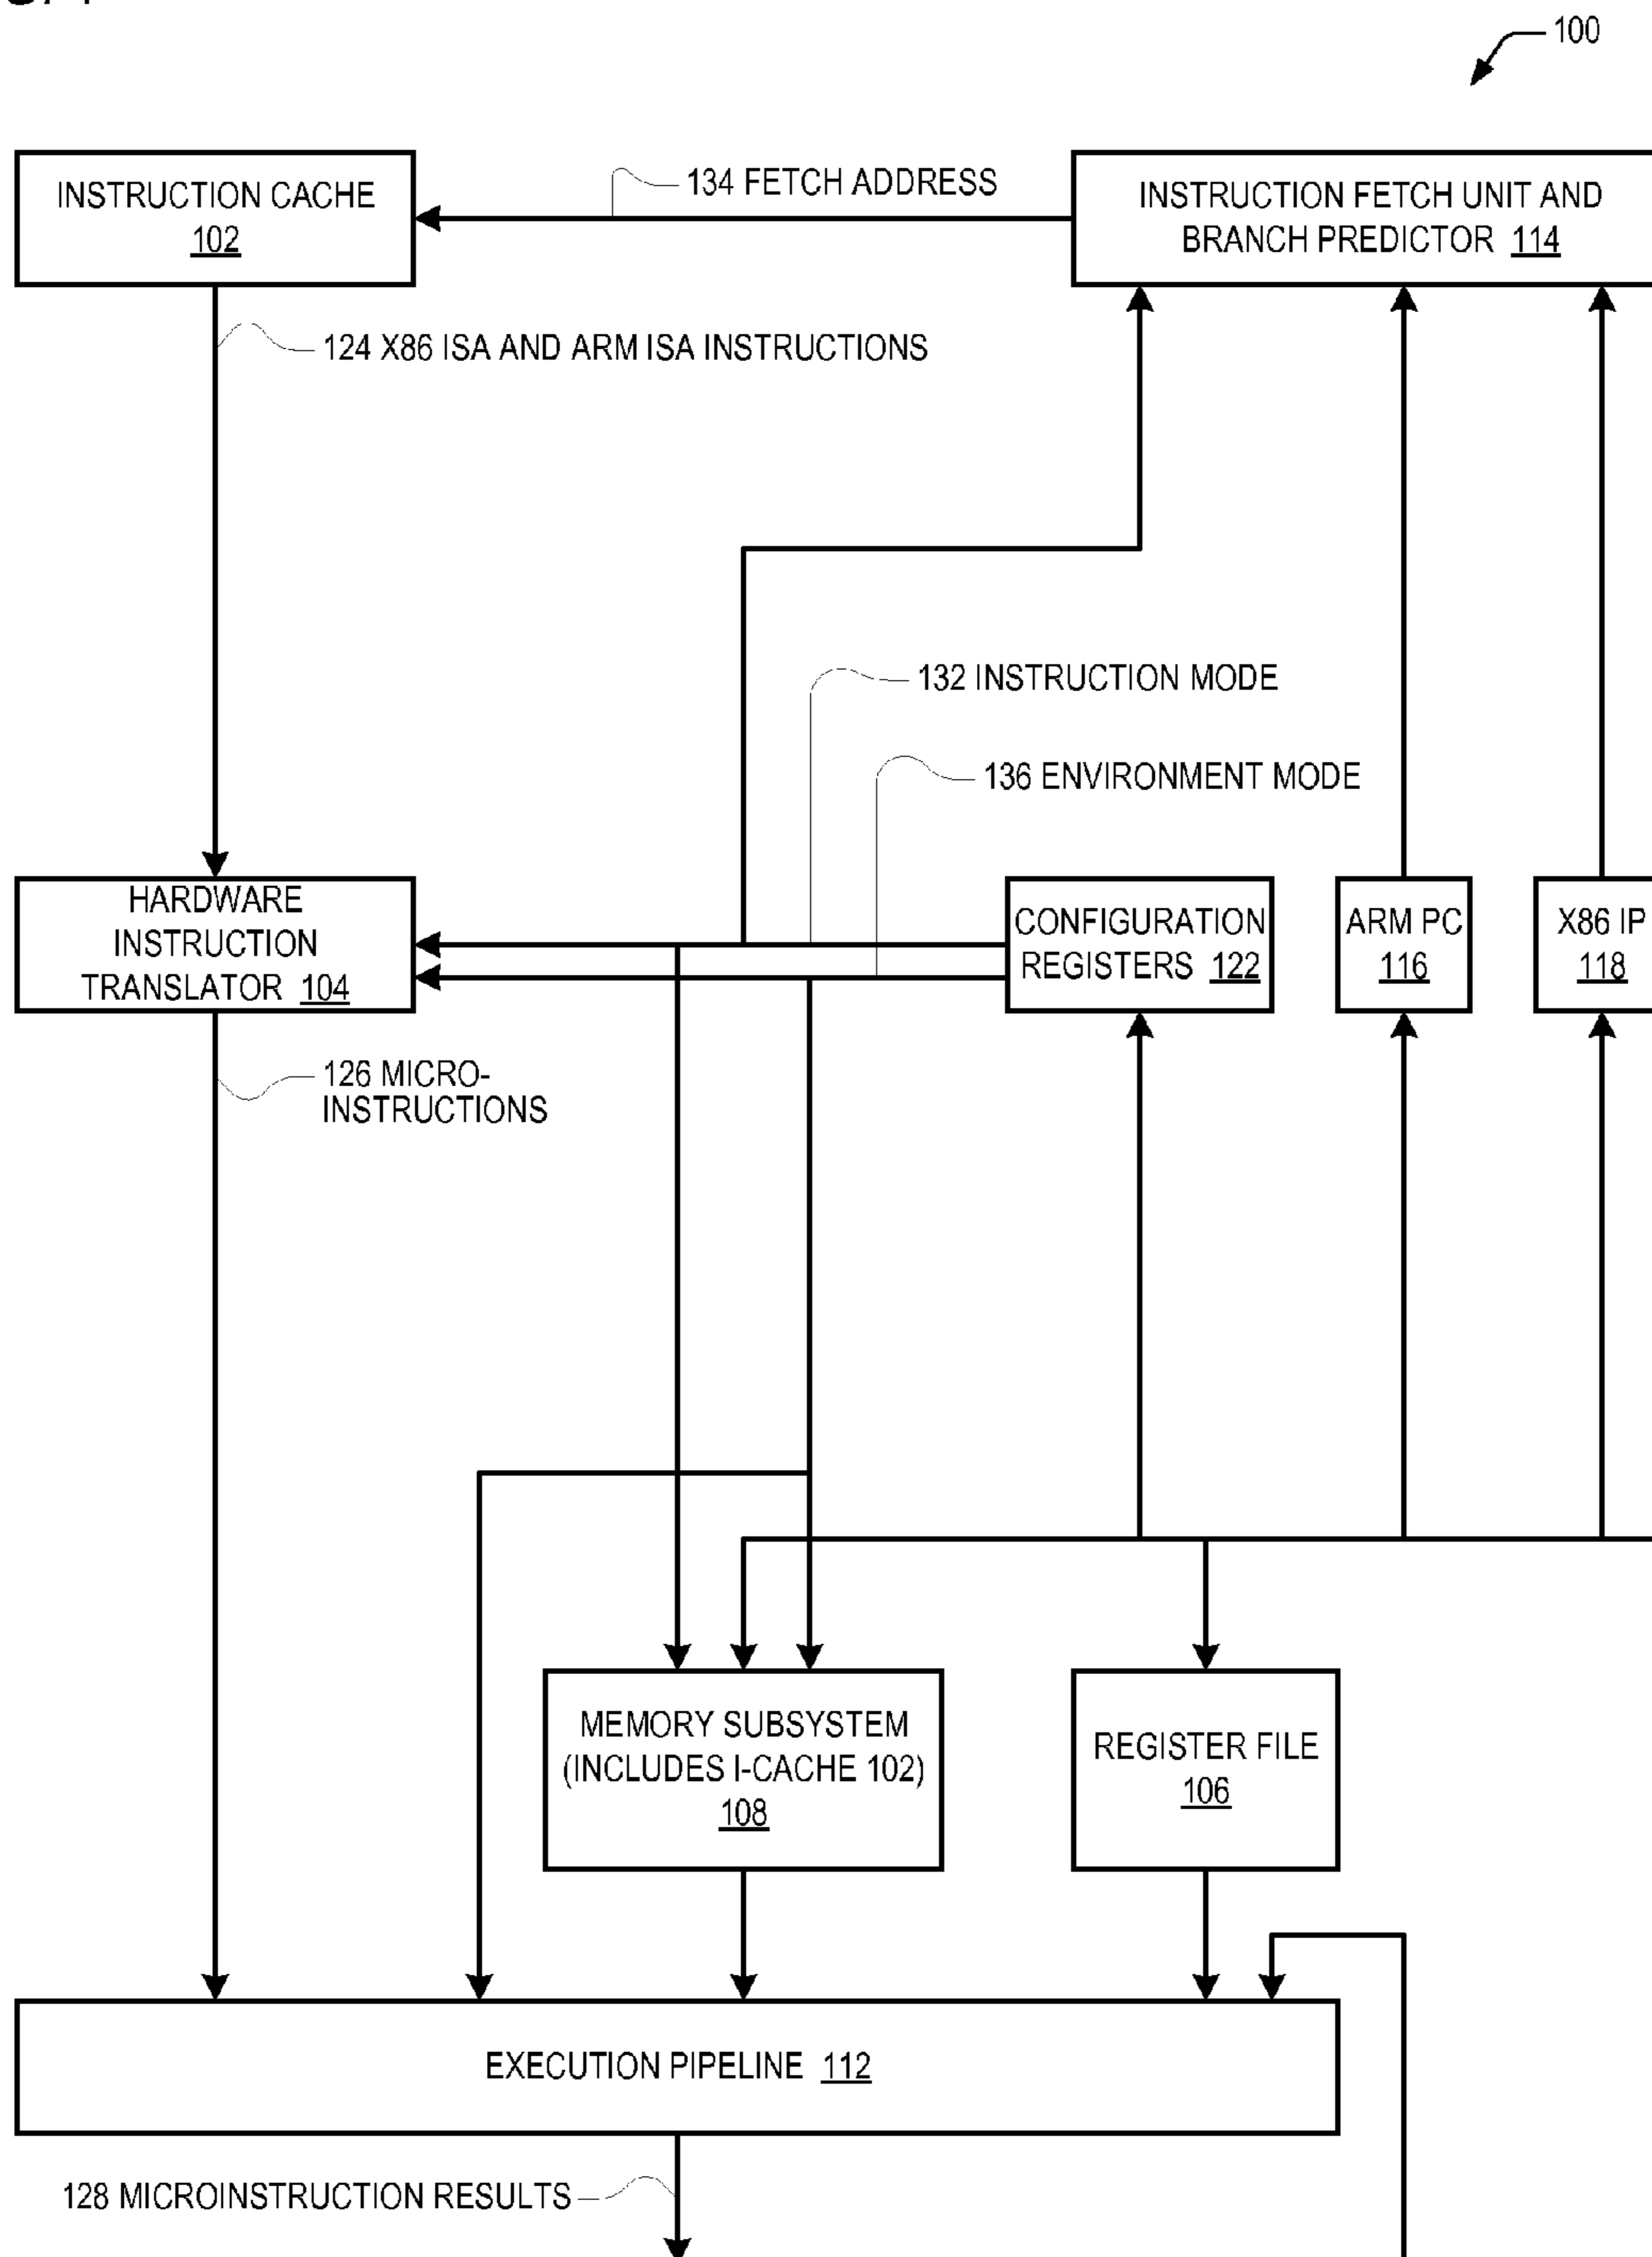 100
INSTRUCTION CACHE
102
134 FETCH ADDRESS
INSTRUCTION FETCH UNIT AND
BRANCH PREDICTOR 114
124 X86 ISA AND ARM ISA INSTRUCTIONS
132 INSTRUCTION MODE
136 ENVIRONMENT MODE
HARDWARE
INSTRUCTION
TRANSLATOR 104
CONFIGURATION
REGISTERS 122
ARM PC
116
X86 IP
118
126 MICRO-
INSTRUCTIONS
MEMORY SUBSYSTEM
(INCLUDES I-CACHE 102)
108
REGISTER FILE
106
EXECUTION PIPELINE 112
128 MICROINSTRUCTION RESULTS